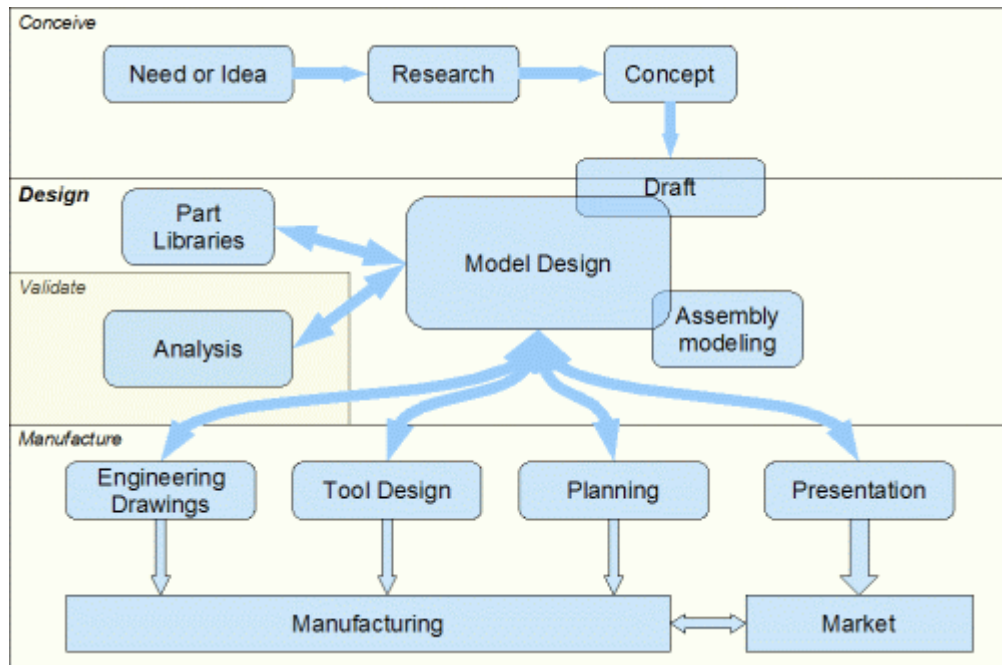 Conceive
Need or Idea
Research
Concept
Draft
Design
Part
Libraries
Model Design
Validate
Analysis
Assembly
modeling
Manufacture
Engineering
Drawings
Tool Design
Planning
Presentation
Manufacturing
Market